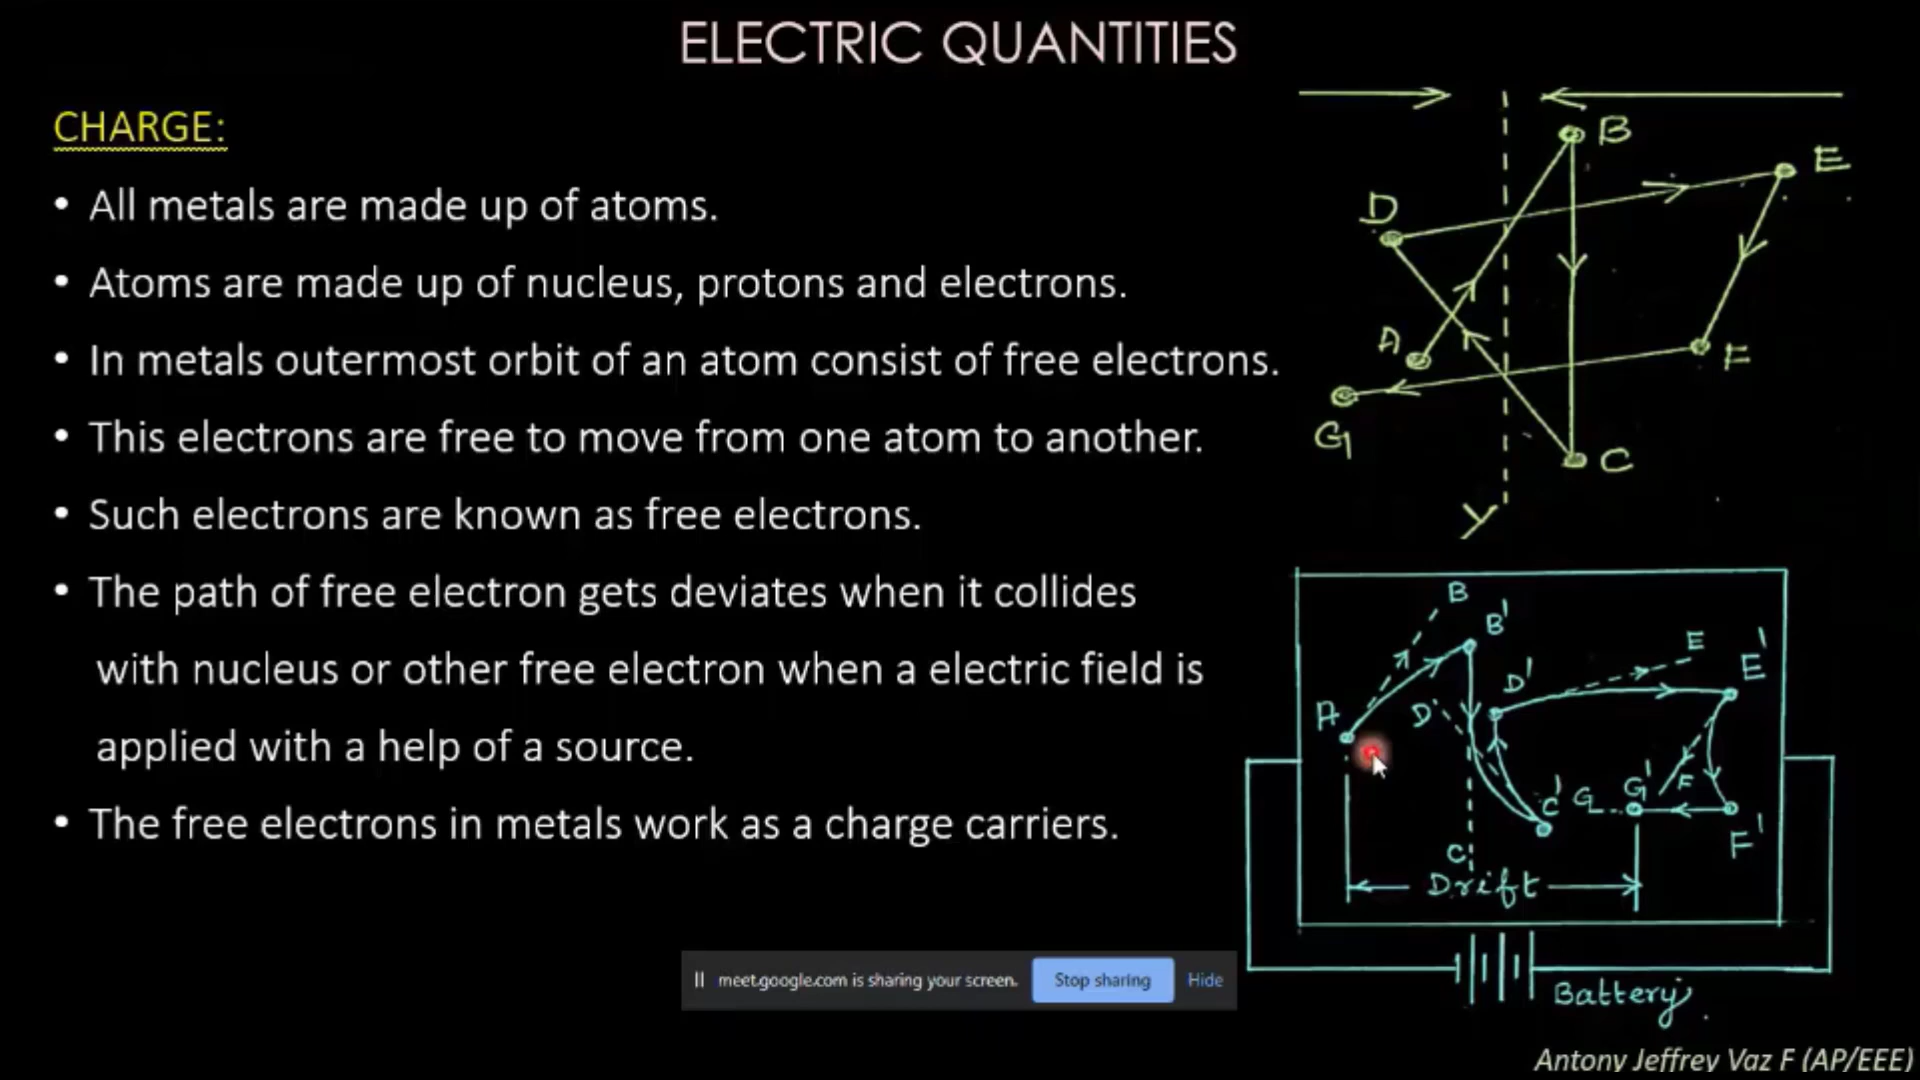 ELECTRIC QUANTITIES
CHARGE:
• All metals are made up of atoms.
• Atoms are made up of nucleus, protons and electrons.
• In metals outermost orbit of an atom consist of free electrons.
• This electrons are free to move from one atom to another.
• Such electrons are known as free electrons.
• The path of free electron gets deviates when it collides
with nucleus or other free electron when a electric field is
applied with a help of a source.
• The free electrons in metals work as a charge carriers.
B
E
D
A
F
G
C
Y
B
B'
E
E'
D'
A
D
G'
F
C'
G
F'
C
Drift
Battery
meet.google.com is sharing your screen.
Stop sharing
Hide
Antony Jeffrey Vaz F (AP/EEE)